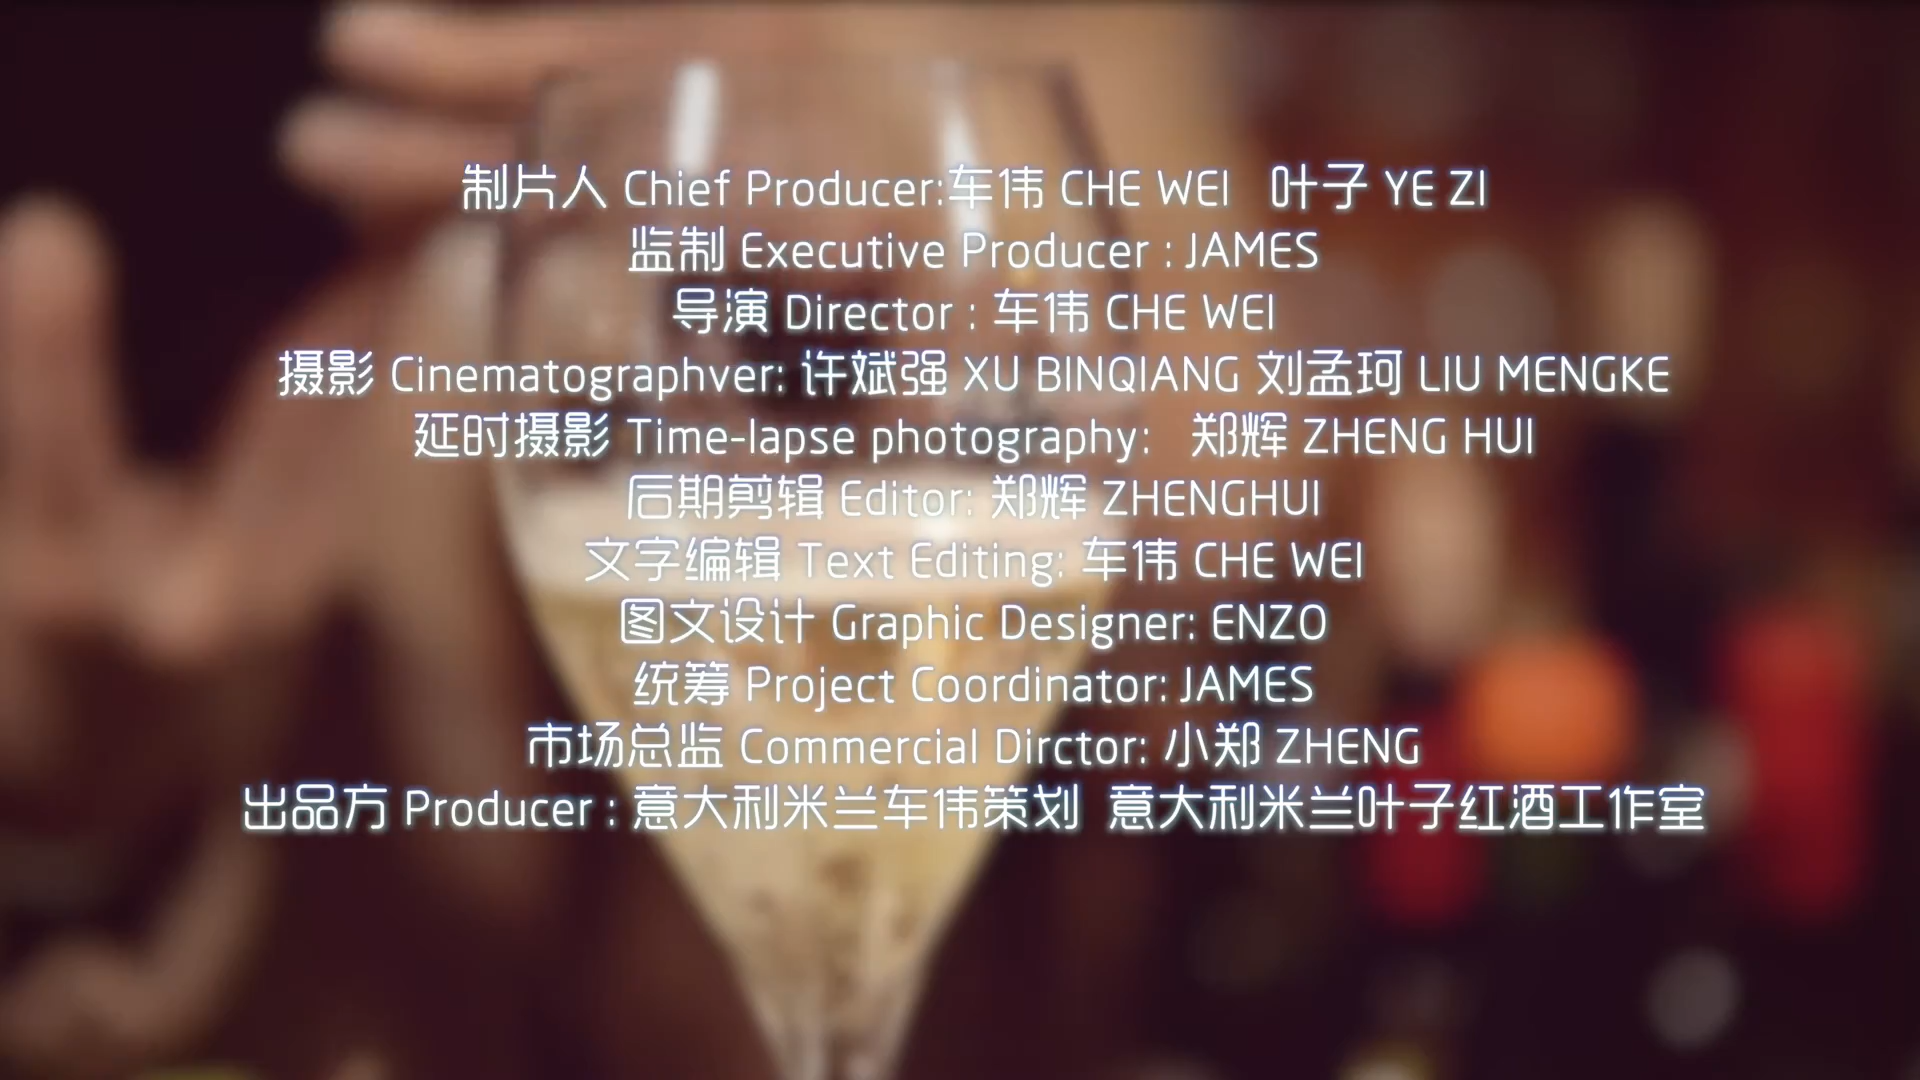 制片人 Chief Producer:车伟 CHE WEI 叶子 YE ZI
监制 Executive Producer : JAMES
导演 Director : 车伟 CHE WEI
摄影 Cinematographver: 许斌强 XU BINQIANG 刘孟珂 LIU MENGKE
延时摄影 Time-lapse photography: 郑辉 ZHENG HUI
后期剪辑 Editor: 郑辉 ZHENGHUI
文字编辑 Text Editing: 车伟 CHE WEI
图文设计 Graphic Designer: ENZO
统筹 Project Coordinator: JAMES
市场总监 Commercial Dirctor: 小郑 ZHENG
出品方 Producer : 意大利米兰车伟策划 意大利米兰叶子红酒工作室